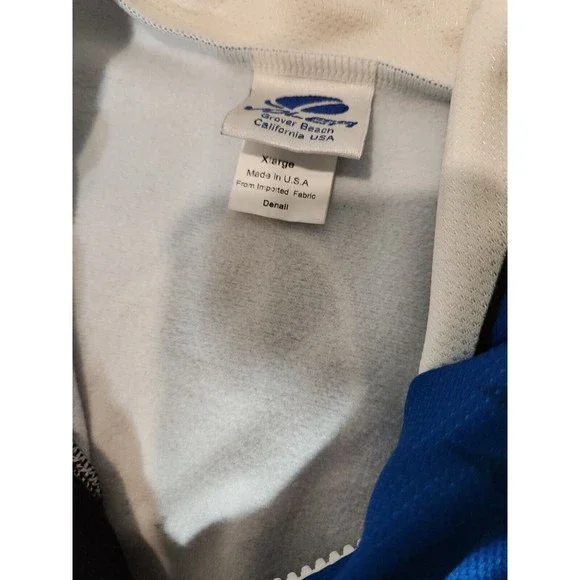 Grover Beach
California USA
Xlarge
Made in U.S.A
From Imported Fabric
Denali